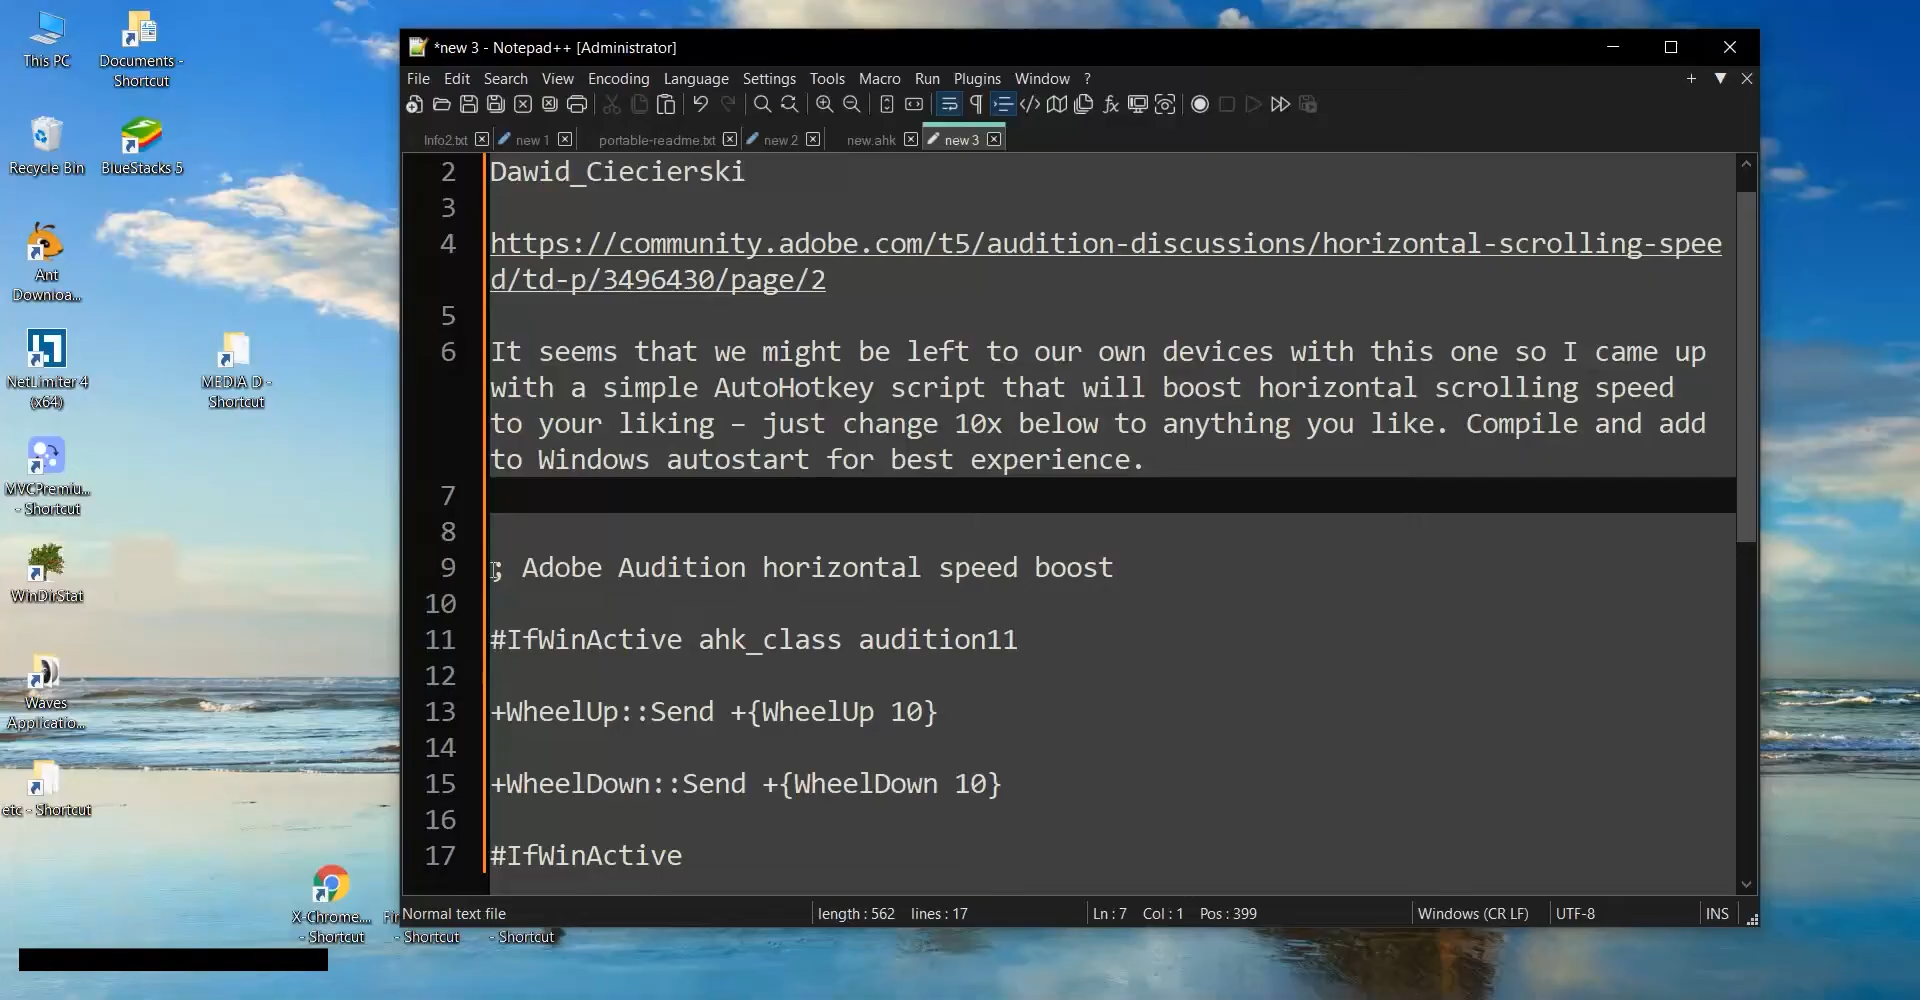 This PC
Documents -
Shortcut
Recycle Bin
BlueStacks 5
Ant
Downloa...
NetLimiter 4
(x64)
MEDIA D -
Shortcut
MVCPremiu...
- Shortcut
WinDirStat
Waves
Applicatio...
etc - Shortcut
X-Chrome....
- Shortcut
- Shortcut
- Shortcut
*new 3 - Notepad++ [Administrator]
File Edit Search View Encoding Language Settings Tools Macro Run Plugins Window ?
Info2.txt new 1 portable-readme.txt new 2 new.ahk new 3
2 Dawid_Ciecierski
3
4 https://community.adobe.com/t5/audition-discussions/horizontal-scrolling-spee
d/td-p/3496430/page/2
5
6 It seems that we might be left to our own devices with this one so I came up
with a simple AutoHotkey script that will boost horizontal scrolling speed
to your liking – just change 10x below to anything you like. Compile and add
to Windows autostart for best experience.
7
8
9 ; Adobe Audition horizontal speed boost
10
11 #IfWinActive ahk_class audition11
12
13 +WheelUp::Send +{WheelUp 10}
14
15 +WheelDown::Send +{WheelDown 10}
16
17 #IfWinActive
Normal text file length : 562 lines : 17 Ln : 7 Col : 1 Pos : 399 Windows (CR LF) UTF-8 INS